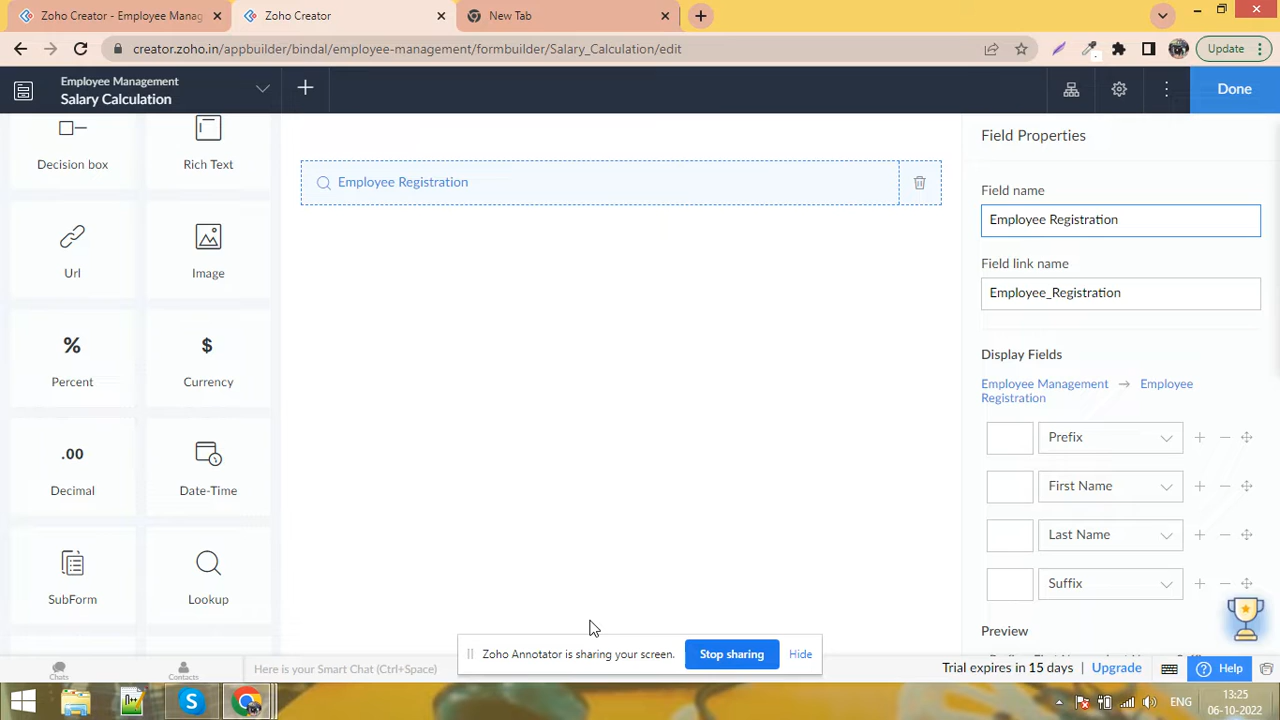 Zoho Creator - Employee Manag
Zoho Creator
New Tab
creator.zoho.in/appbuilder/bindal/employee-management/formbuilder/Salary_Calculation/edit
Update
Employee Management
Salary Calculation
Done
Decision box
Rich Text
Url
Image
% Percent
$ Currency
.00 Decimal
Date-Time
SubForm
Lookup
Employee Registration
Field Properties
Field name
Employee Registration
Field link name
Employee_Registration
Display Fields
Employee Management → Employee
Registration
Prefix
First Name
Last Name
Suffix
Preview
Zoho Annotator is sharing your screen.
Stop sharing
Hide
Chats
Contacts
Here is your Smart Chat (Ctrl+Space)
Trial expires in 15 days
Upgrade
Help
ENG
13:25
06-10-2022